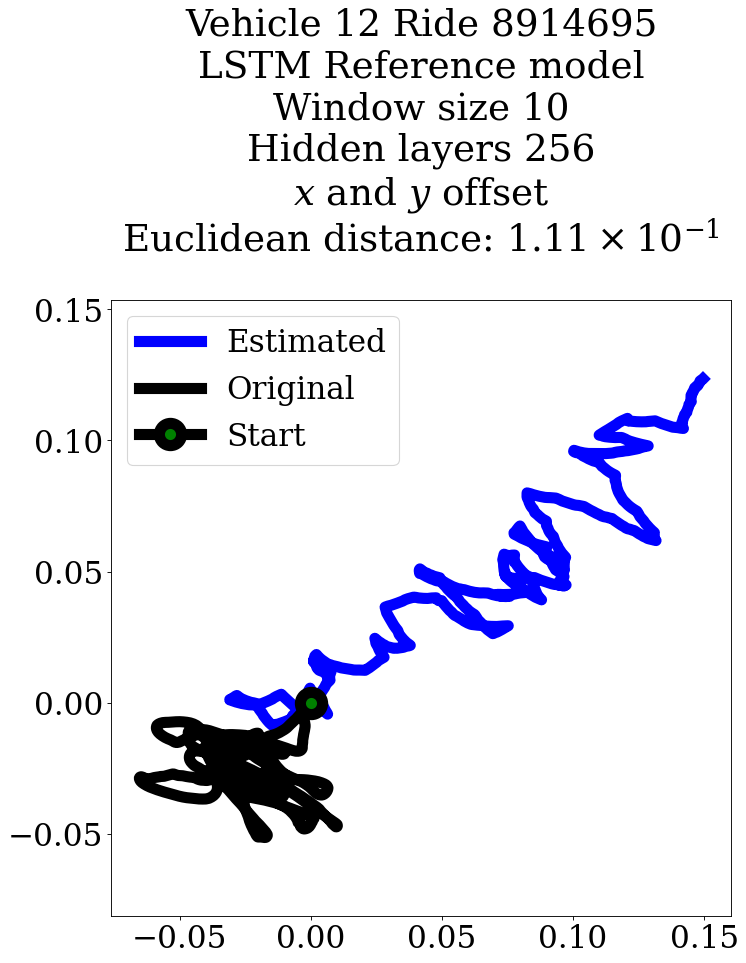 Vehicle 12 Ride 8914695
LSTM Reference model
Window size 10
Hidden layers 256
x and y offset
Euclidean distance: 1.11 × 10⁻¹
0.15
0.10
0.05
0.00
−0.05
Estimated
Original
Start
−0.05 0.00 0.05 0.10 0.15